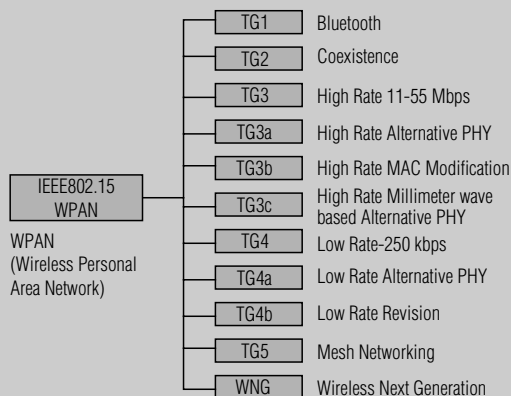 TG1 Bluetooth
TG2 Coexistence
TG3 High Rate 11-55 Mbps
TG3a High Rate Alternative PHY
TG3b High Rate MAC Modification
IEEE802.15
WPAN
TG3c High Rate Millimeter wave
based Alternative PHY
WPAN
(Wireless Personal
Area Network)
TG4 Low Rate-250 kbps
TG4a Low Rate Alternative PHY
TG4b Low Rate Revision
TG5 Mesh Networking
WNG Wireless Next Generation